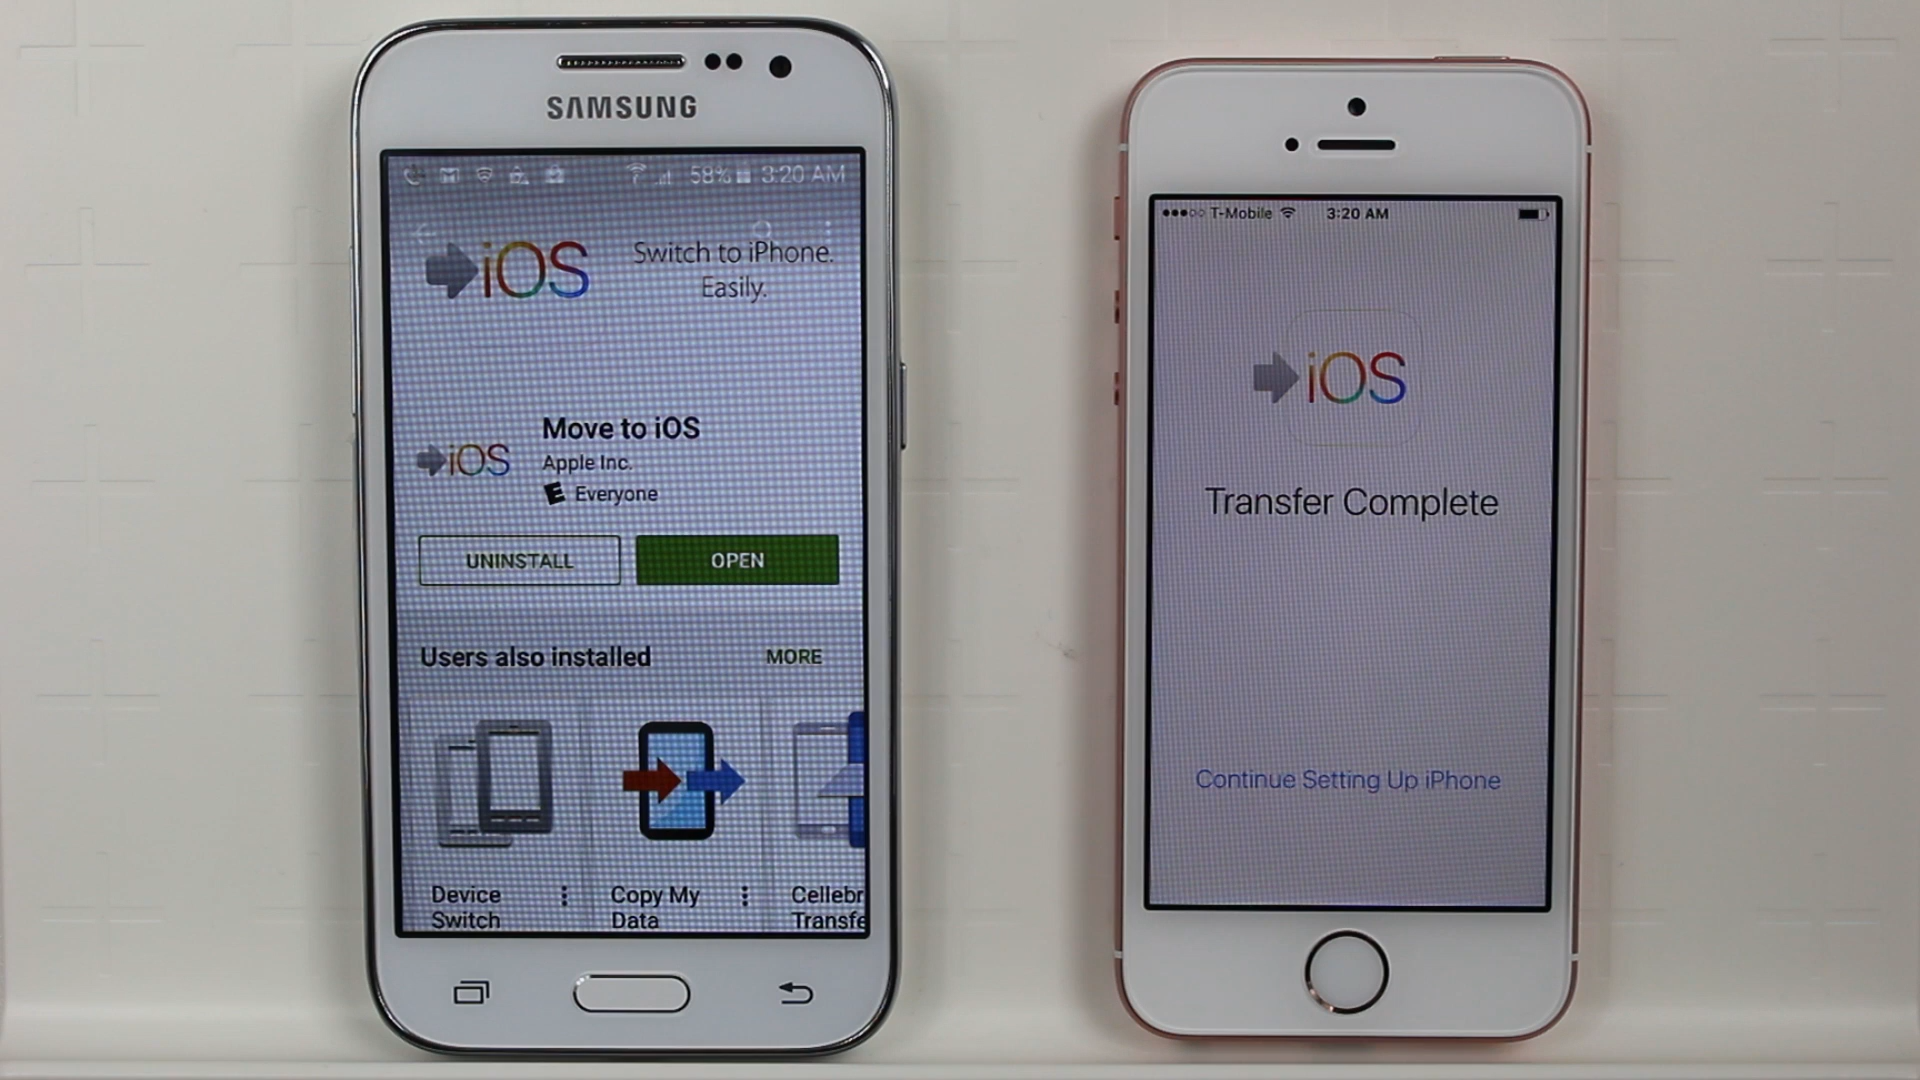 SAMSUNG
58% 3:20 AM
iOS
Switch to iPhone.
Easily.
iOS
Move to iOS
Apple Inc.
E Everyone
UNINSTALL
OPEN
Users also installed
MORE
Device
Switch
Copy My
Data
Cellebr
Transfe
T-Mobile 3:20 AM
iOS
Transfer Complete
Continue Setting Up iPhone